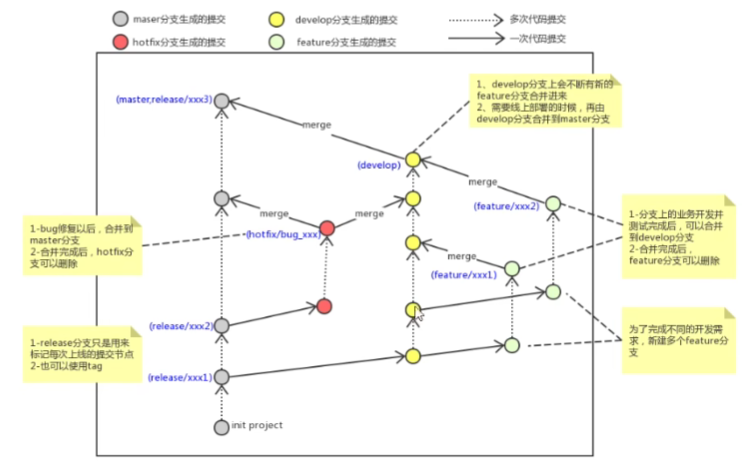 maser分支生成的提交
develop分支生成的提交
多次代码提交
hotfix分支生成的提交
feature分支生成的提交
一次代码提交
1、develop分支上会不断有新的
feature分支合并进来
2、需要线上部署的时候，再由
develop分支合并到master分支
(master,release/xxx3)
merge
(develop)
merge
(feature/xxx2)
1-分支上的业务开发并
测试完成后，可以合并
到develop分支
2-合并完成后，
feature分支可以删除
merge
merge
1-bug修复以后，合并到
master分支
2-合并完成后，hotfix分
支可以删除
(hotfix/bug_xxx)
merge
(feature/xxx1)
为了完成不同的开发需
求，新建多个feature分
支
(release/xxx2)
1-release分支只是用来
标记每次上线的提交节点
2-也可以使用tag
(release/xxx1)
init project